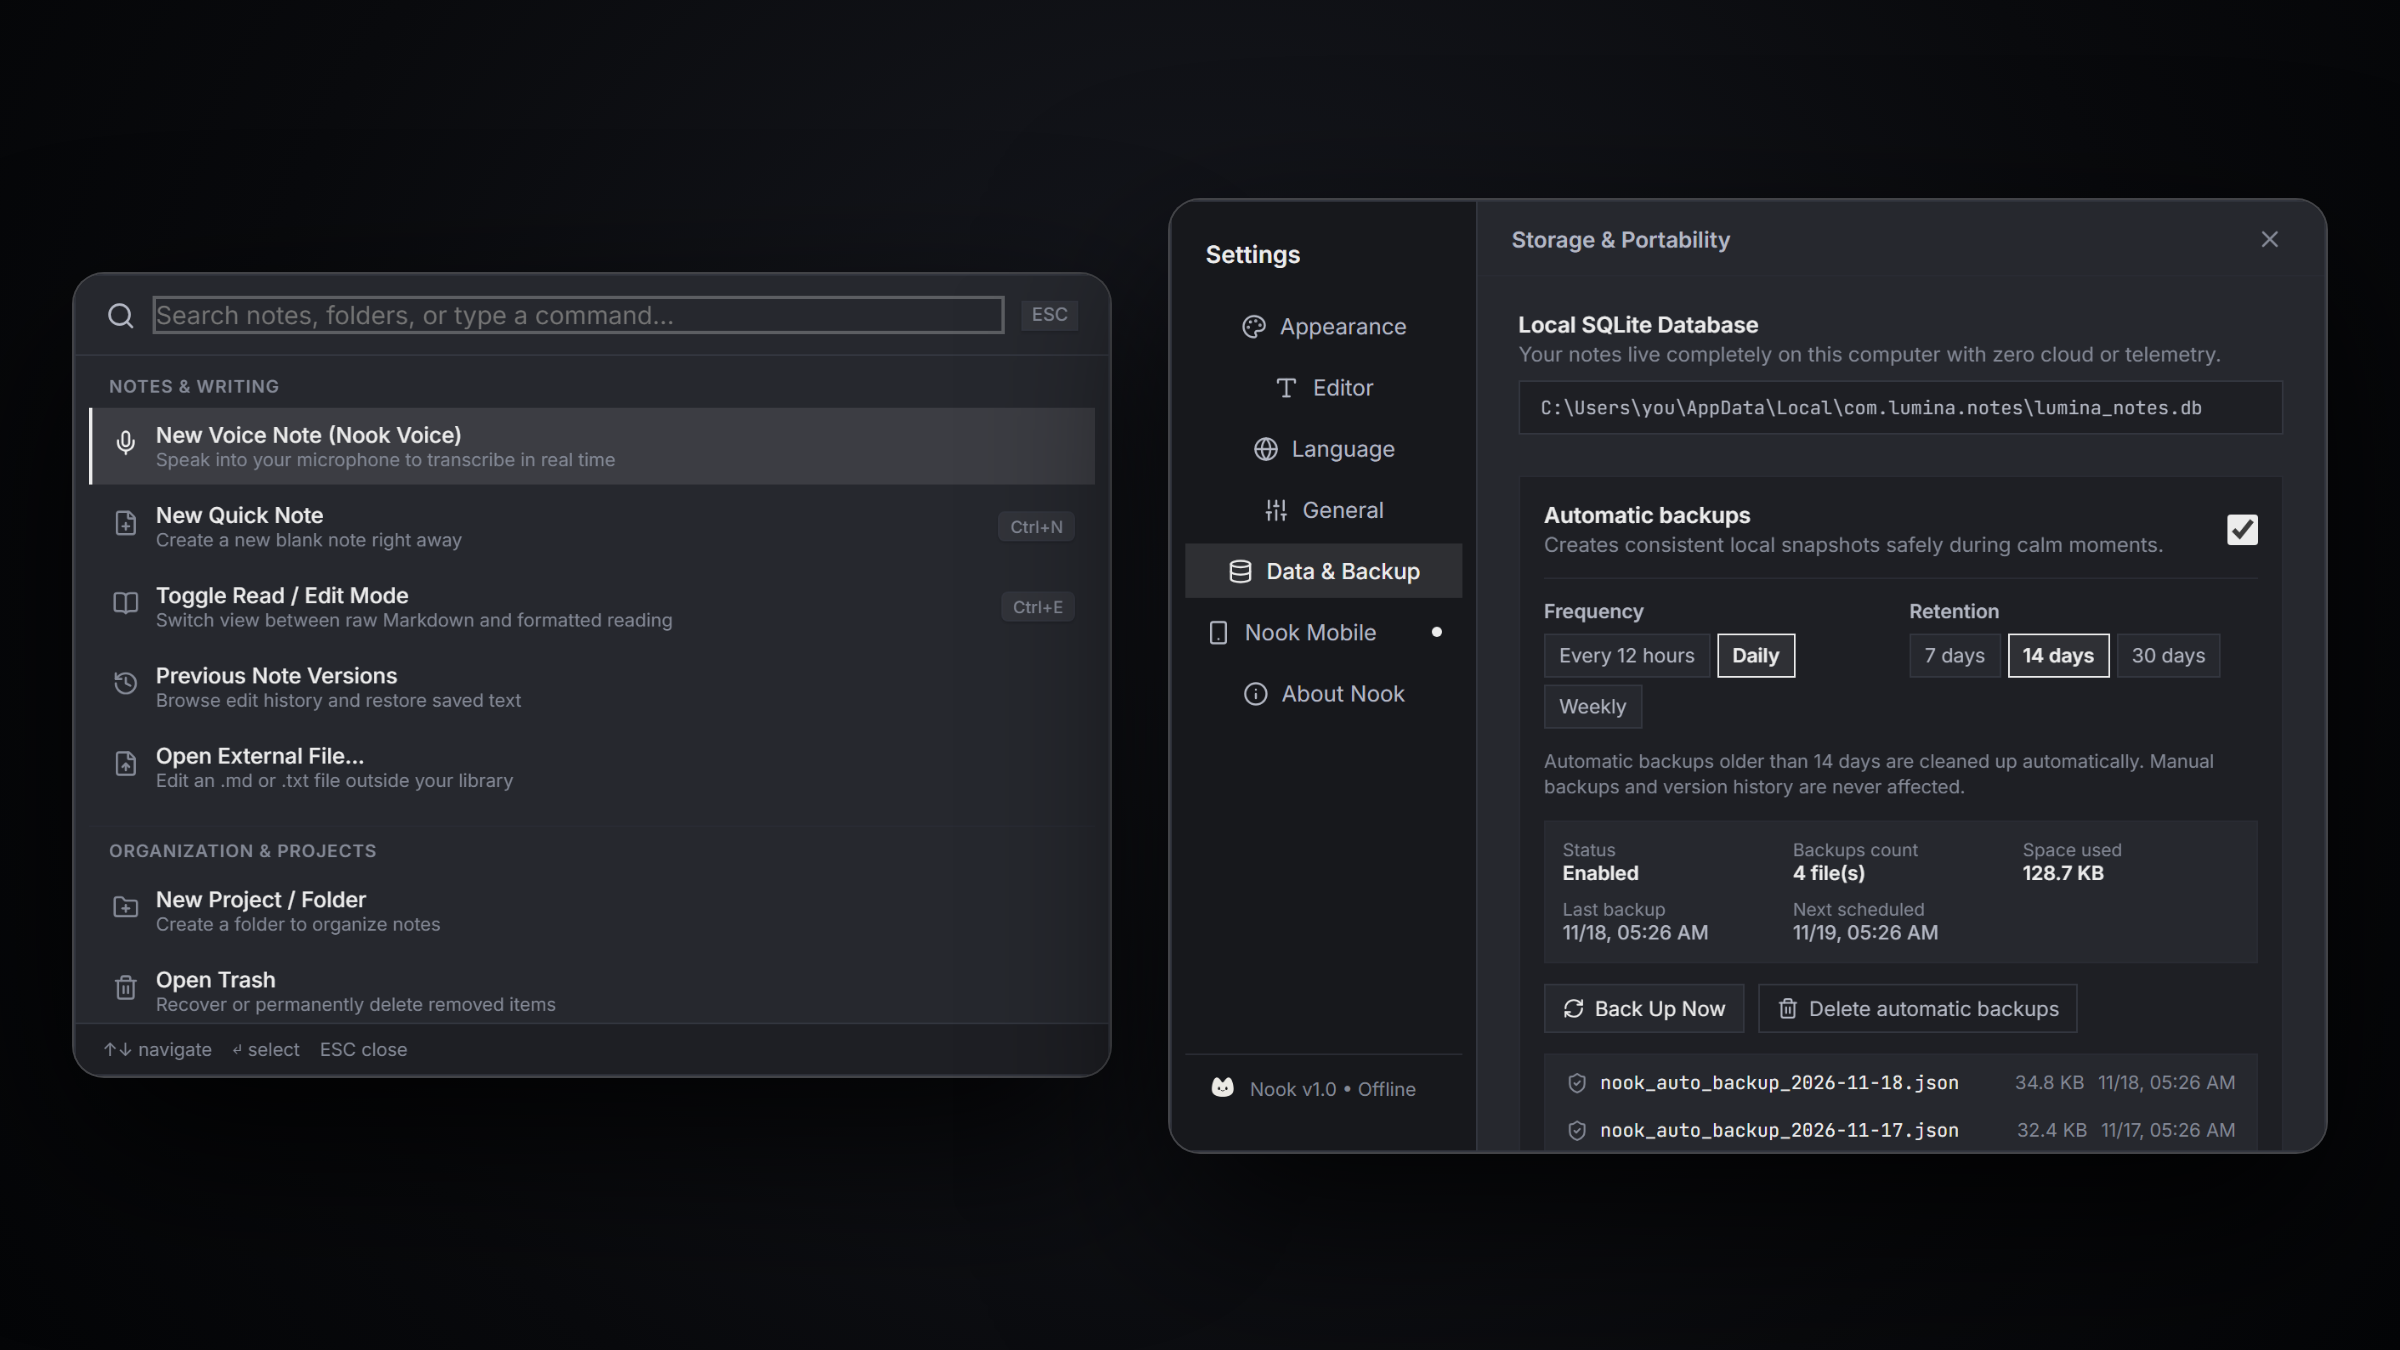 Search notes, folders, or type a command...
ESC
NOTES & WRITING
New Voice Note (Nook Voice)
Speak into your microphone to transcribe in real time
New Quick Note
Create a new blank note right away
Ctrl+N
Toggle Read / Edit Mode
Switch view between raw Markdown and formatted reading
Ctrl+E
Previous Note Versions
Browse edit history and restore saved text
Open External File...
Edit an .md or .txt file outside your library
ORGANIZATION & PROJECTS
New Project / Folder
Create a folder to organize notes
Open Trash
Recover or permanently delete removed items
↑↓ navigate ↵ select ESC close
Settings
Appearance
Editor
Language
General
Data & Backup
Nook Mobile
About Nook
Nook v1.0 • Offline
Storage & Portability
Local SQLite Database
Your notes live completely on this computer with zero cloud or telemetry.
C:\Users\you\AppData\Local\com.lumina.notes\lumina_notes.db
Automatic backups
Creates consistent local snapshots safely during calm moments.
Frequency
Every 12 hours Daily
Weekly
Retention
7 days 14 days 30 days
Automatic backups older than 14 days are cleaned up automatically. Manual
backups and version history are never affected.
Status
Enabled
Backups count
4 file(s)
Space used
128.7 KB
Last backup
11/18, 05:26 AM
Next scheduled
11/19, 05:26 AM
Back Up Now
Delete automatic backups
nook_auto_backup_2026-11-18.json 34.8 KB 11/18, 05:26 AM
nook_auto_backup_2026-11-17.json 32.4 KB 11/17, 05:26 AM